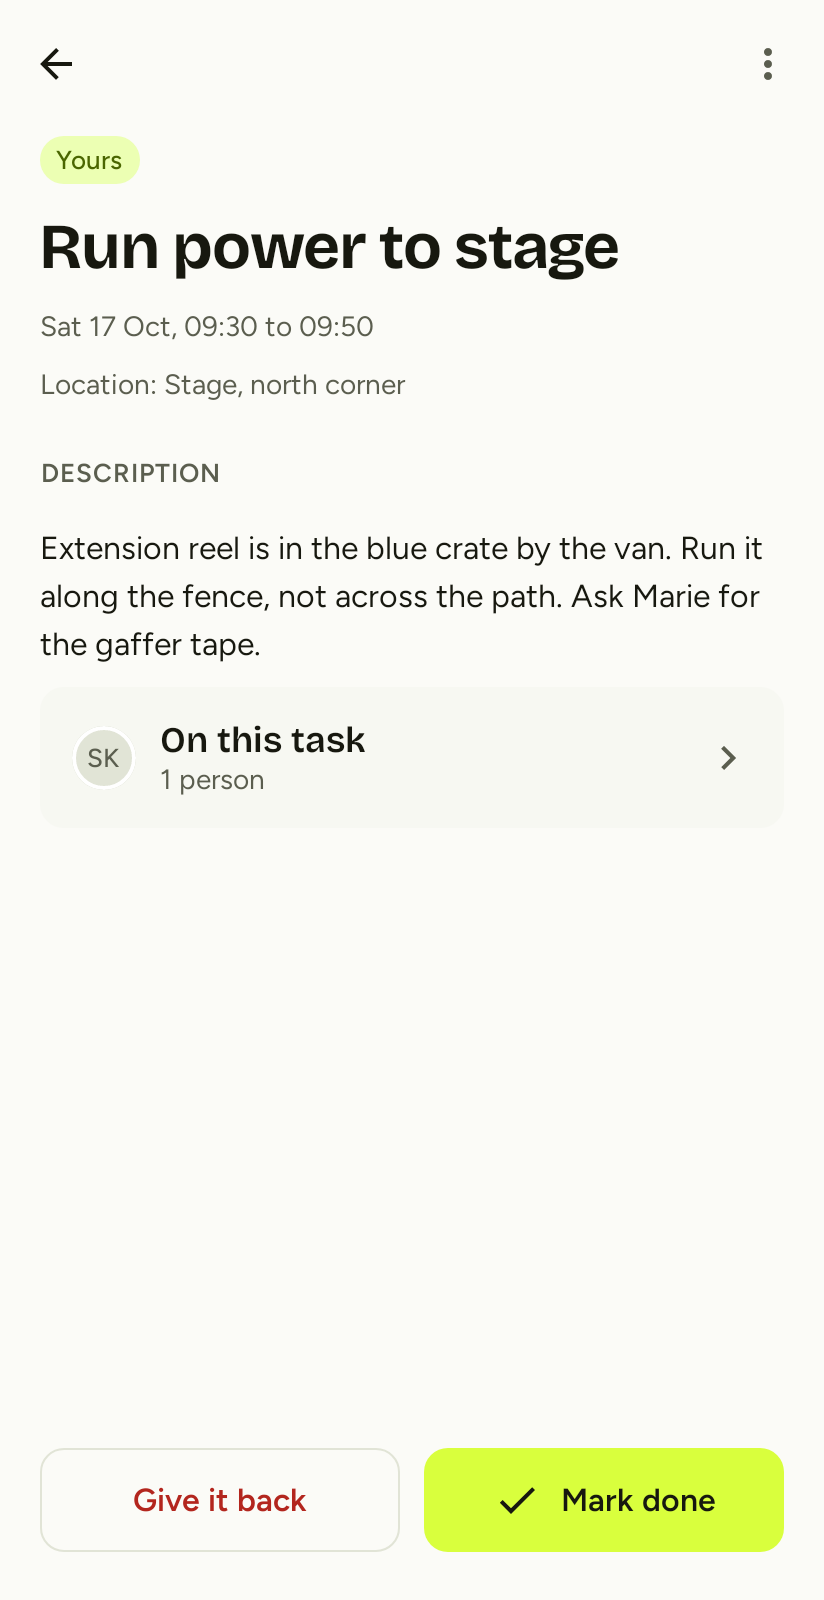 Yours
Run power to stage
Sat 17 Oct, 09:30 to 09:50
Location: Stage, north corner
DESCRIPTION
Extension reel is in the blue crate by the van. Run it
along the fence, not across the path. Ask Marie for
the gaffer tape.
SK
On this task
1 person
Give it back
Mark done